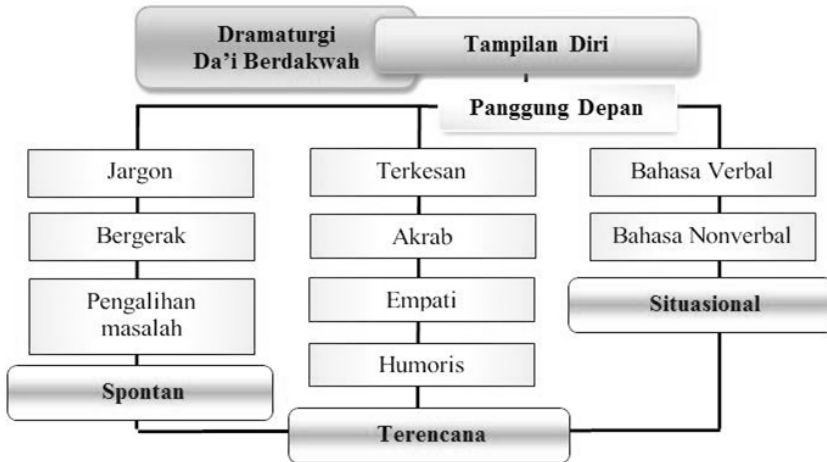 Dramaturgi
Da'i Berdakwah
Tampilan Diri
Panggung Depan
Jargon
Bergerak
Pengalihan
masalah
Spontan
Terkesan
Akrab
Empati
Humoris
Terencana
Bahasa Verbal
Bahasa Nonverbal
Situasional